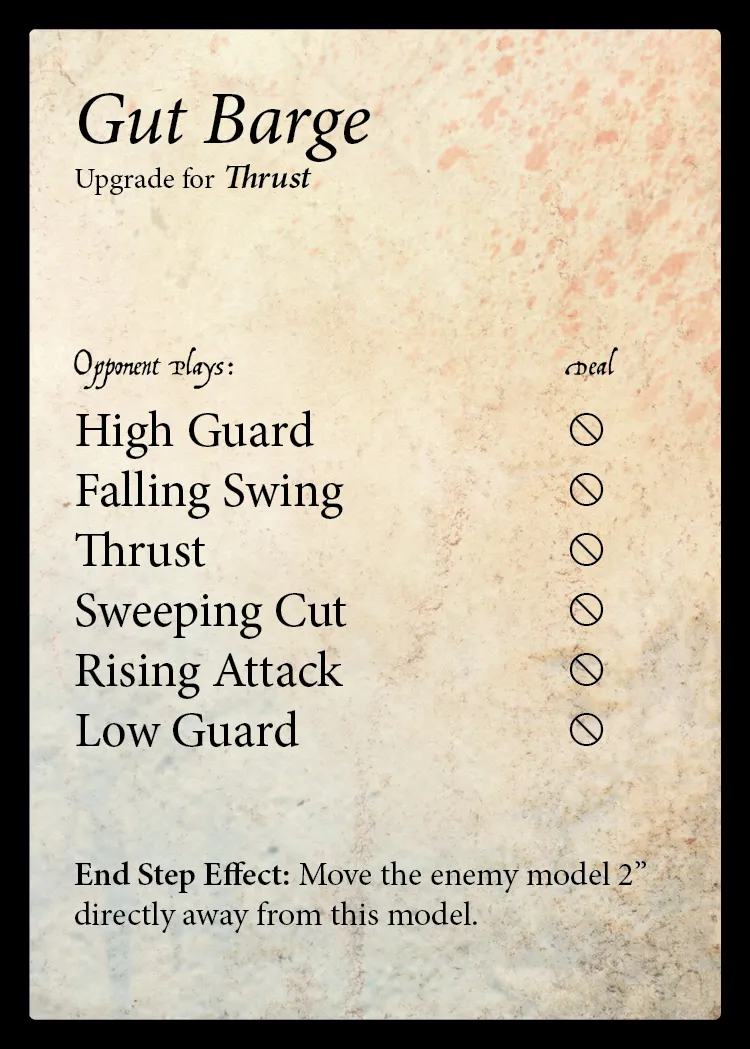 Gut Barge
Upgrade for Thrust
Opponent plays: Deal
High Guard
Falling Swing
Thrust
Sweeping Cut
Rising Attack
Low Guard
End Step Effect: Move the enemy model 2”
directly away from this model.